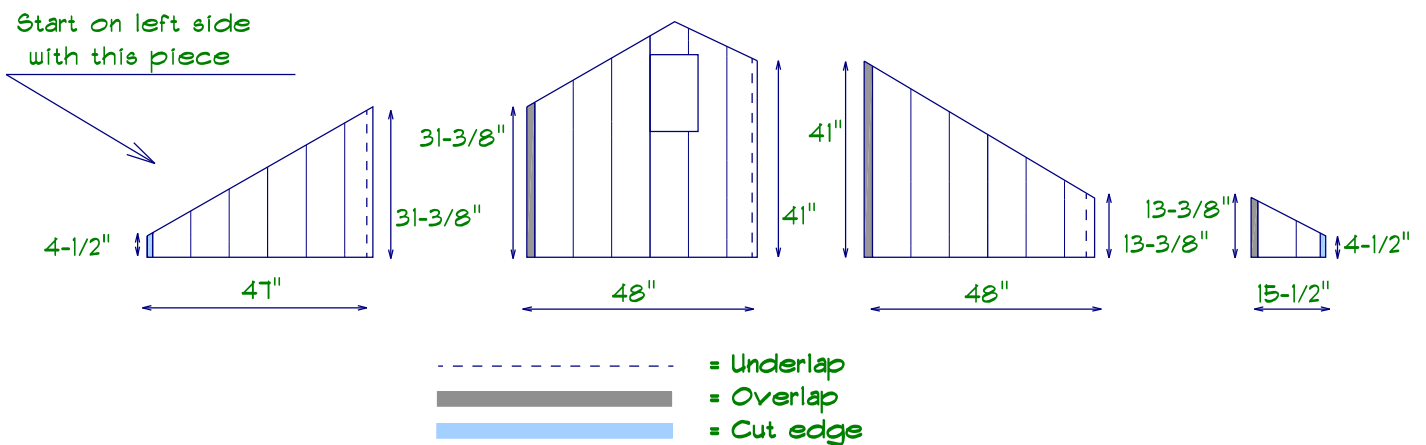 Start on left side
with this piece
4-1/2"
47"
31-3/8"
31-3/8"
48"
41"
41"
48"
13-3/8"
13-3/8"
15-1/2"
4-1/2"
= Underlap
= Overlap
= Cut edge